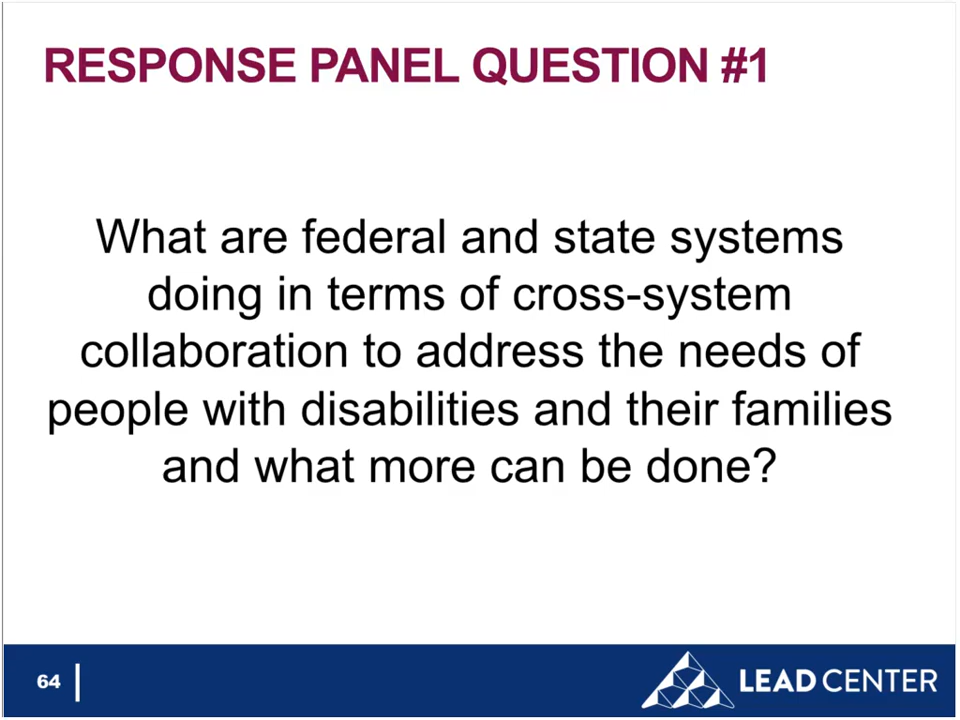 RESPONSE PANEL QUESTION #1
What are federal and state systems
doing in terms of cross-system
collaboration to address the needs of
people with disabilities and their families
and what more can be done?
64
LEAD CENTER